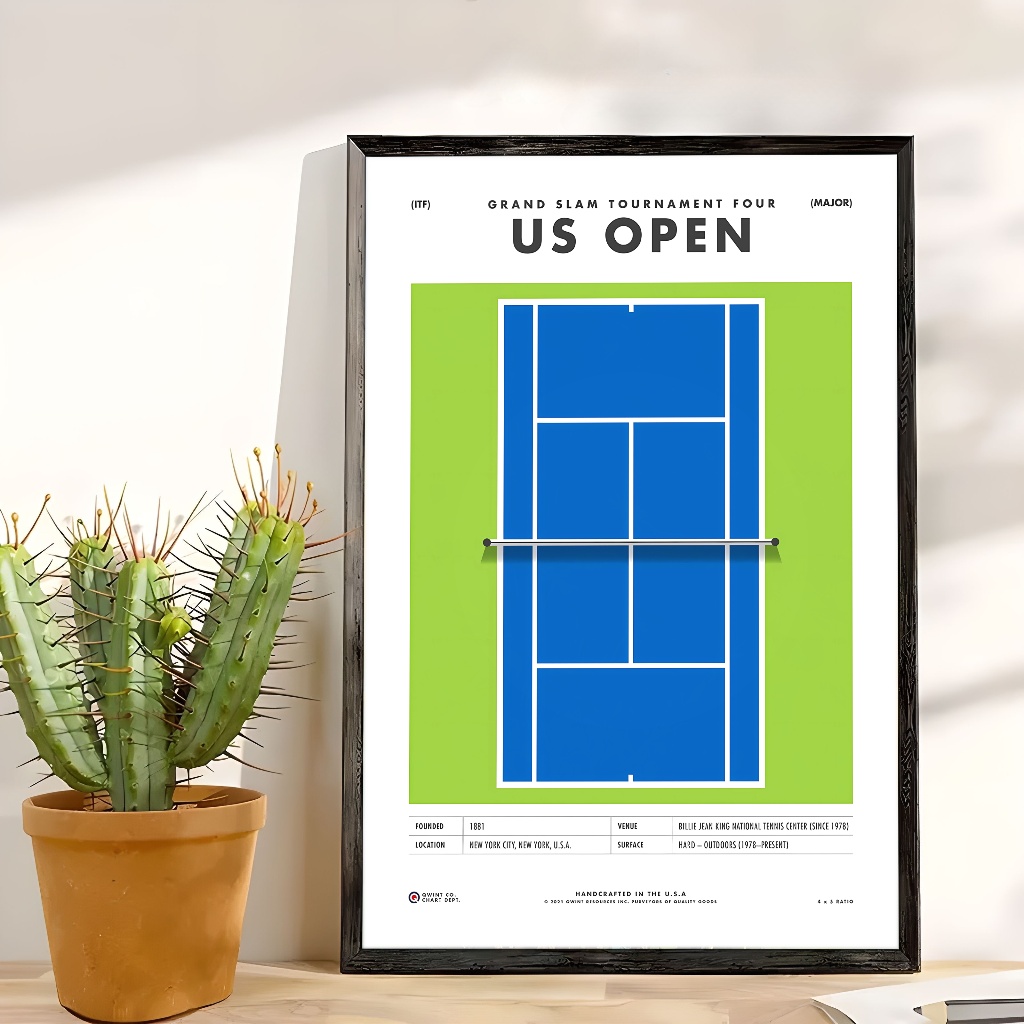 (ITF)
GRAND SLAM TOURNAMENT FOUR
(MAJOR)
US OPEN
FOUNDED 1881 VENUE BILLIE JEAN KING NATIONAL TENNIS CENTER (SINCE 1978)
LOCATION NEW YORK CITY, NEW YORK, U.S.A. SURFACE HARD – OUTDOORS (1978–PRESENT)
QWINT CO.
CHART DEPT.
HANDCRAFTED IN THE U.S.A
© 2021 QWINT RESOURCES INC. PURVEYORS OF QUALITY GOODS
4 x 3 RATIO